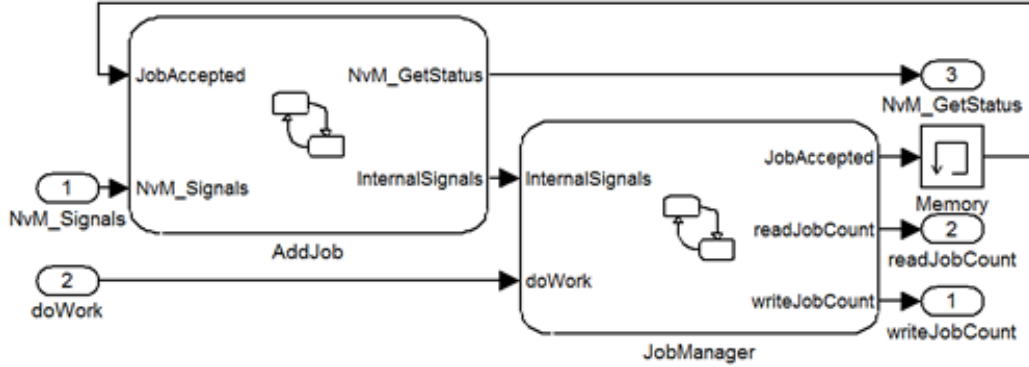 JobAccepted
NvM_GetStatus
3
NvM_GetStatus
JobAccepted
InternalSignals
InternalSignals
1
NvM_Signals
NvM_Signals
Memory
readJobCount
2
readJobCount
AddJob
2
doWork
doWork
writeJobCount
1
writeJobCount
JobManager